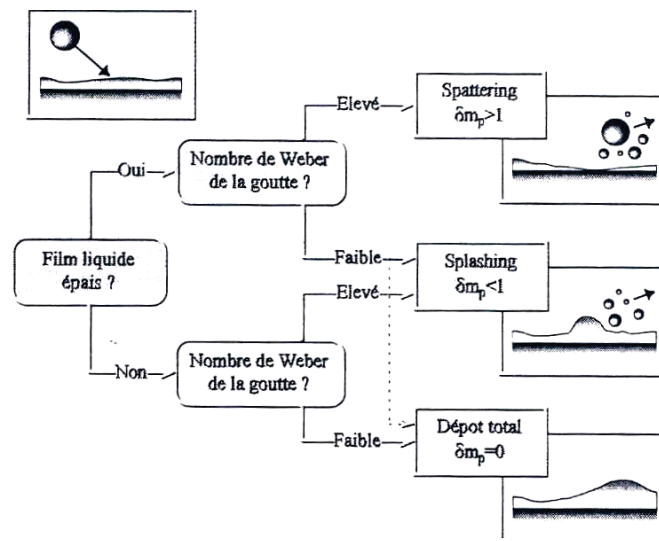 Elevé
Spattering
δmp>1
Nombre de Weber
de la goutte ?
Oui
Film liquide
épais ?
Faible
Splashing
δmp<1
Elevé
Nombre de Weber
de la goutte ?
Non
Faible
Dépot total
δmp=0